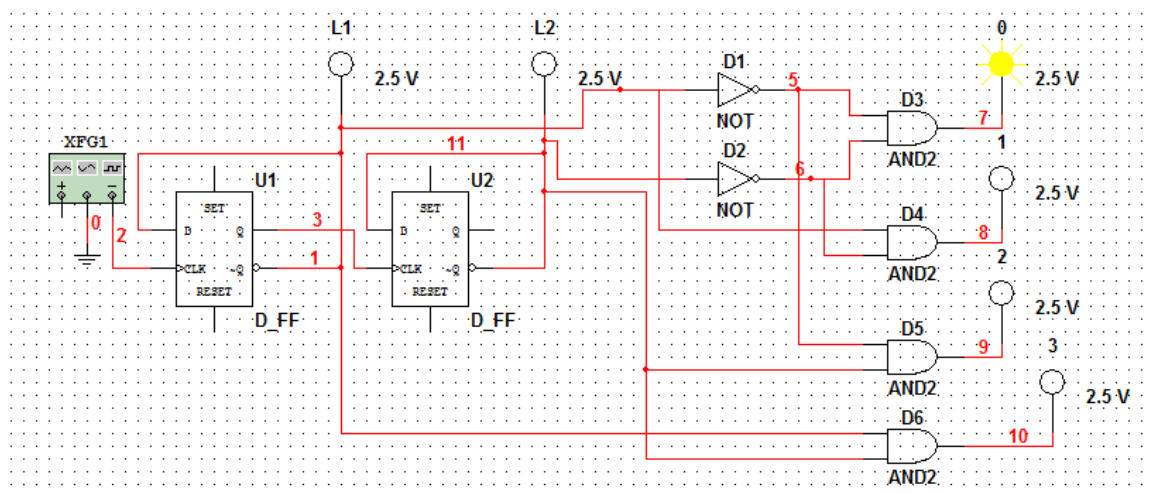 L1
L2
0
2.5 V
2.5 V
D1
5
2.5 V
D3
7
NOT
XFG1
11
D2
AND2
1
+
–
U1
U2
6
2.5 V
SET
SET
NOT
D4
0
2
3
D
Q
D
Q
8
1
2
CLK
~Q
CLK
~Q
AND2
RESET
RESET
2.5 V
D_FF
D_FF
D5
9
3
AND2
2.5 V
D6
10
AND2